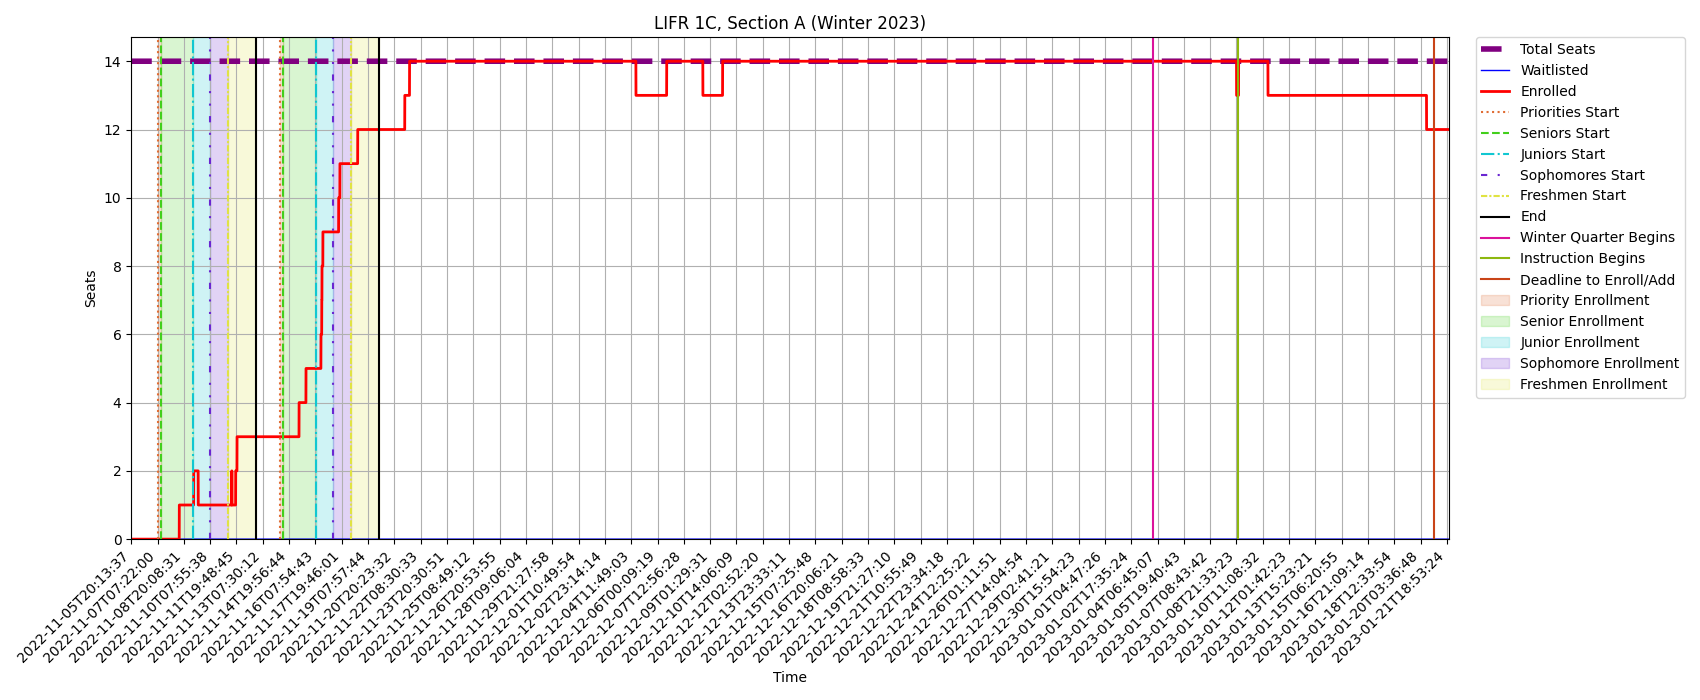 LIFR 1C, Section A (Winter 2023)
Seats
14
12
10
8
6
4
2
0
2022-11-05T20:13:37
2022-11-07T07:22:00
2022-11-08T20:08:31
2022-11-10T07:55:38
2022-11-11T19:48:45
2022-11-13T07:30:12
2022-11-14T19:56:44
2022-11-16T07:54:43
2022-11-17T19:46:01
2022-11-19T07:57:44
2022-11-20T20:23:32
2022-11-22T08:30:33
2022-11-23T20:30:51
2022-11-25T08:49:12
2022-11-26T20:53:55
2022-11-28T09:06:04
2022-11-29T21:27:58
2022-12-01T10:49:54
2022-12-02T23:14:14
2022-12-04T11:49:03
2022-12-06T00:09:19
2022-12-07T12:56:28
2022-12-09T01:29:31
2022-12-10T14:06:09
2022-12-12T02:52:20
2022-12-13T23:33:11
2022-12-15T07:25:48
2022-12-16T20:06:21
2022-12-18T08:58:33
2022-12-19T21:27:10
2022-12-21T10:55:49
2022-12-22T23:34:18
2022-12-24T12:25:22
2022-12-26T01:11:51
2022-12-27T14:04:54
2022-12-29T02:41:21
2022-12-30T15:54:23
2023-01-01T04:47:26
2023-01-02T17:35:24
2023-01-04T06:45:07
2023-01-05T19:40:43
2023-01-07T08:43:42
2023-01-08T21:33:23
2023-01-10T11:08:32
2023-01-12T01:42:23
2023-01-13T15:23:21
2023-01-15T06:20:55
2023-01-16T21:09:14
2023-01-18T12:33:54
2023-01-20T03:36:48
2023-01-21T18:53:24
Time
Total Seats
Waitlisted
Enrolled
Priorities Start
Seniors Start
Juniors Start
Sophomores Start
Freshmen Start
End
Winter Quarter Begins
Instruction Begins
Deadline to Enroll/Add
Priority Enrollment
Senior Enrollment
Junior Enrollment
Sophomore Enrollment
Freshmen Enrollment